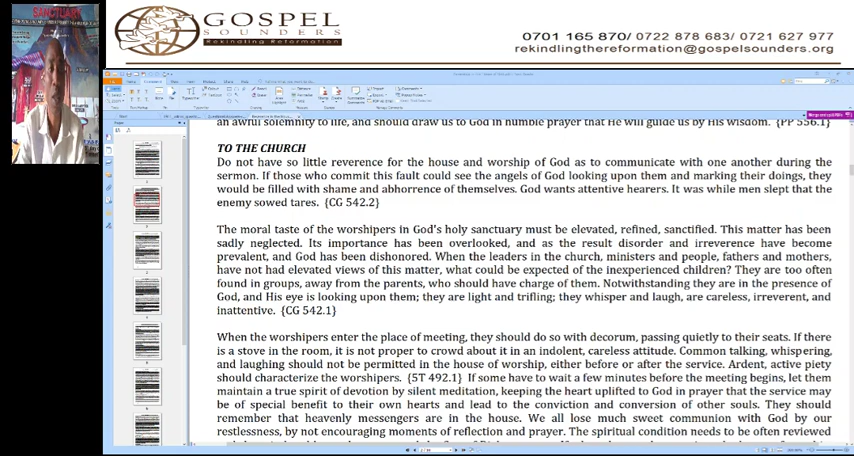 SANCTUARY
GOSPEL
SOUNDERS
Rekindling Reformation
0701 165 870/ 0722 878 683/ 0721 627 977
rekindlingthereformation@gospelsounders.org
an awful solemnity to life, and should draw us to God in humble prayer that He will guide us by His wisdom. {PP 556.1}
TO THE CHURCH
Do not have so little reverence for the house and worship of God as to communicate with one another during the
sermon. If those who commit this fault could see the angels of God looking upon them and marking their doings, they
would be filled with shame and abhorrence of themselves. God wants attentive hearers. It was while men slept that the
enemy sowed tares. {CG 542.2}
The moral taste of the worshipers in God's holy sanctuary must be elevated, refined, sanctified. This matter has been
sadly neglected. Its importance has been overlooked, and as the result disorder and irreverence have become
prevalent, and God has been dishonored. When the leaders in the church, ministers and people, fathers and mothers,
have not had elevated views of this matter, what could be expected of the inexperienced children? They are too often
found in groups, away from the parents, who should have charge of them. Notwithstanding they are in the presence of
God, and His eye is looking upon them; they are light and trifling; they whisper and laugh, are careless, irreverent, and
inattentive. {CG 542.1}
When the worshipers enter the place of meeting, they should do so with decorum, passing quietly to their seats. If there
is a stove in the room, it is not proper to crowd about it in an indolent, careless attitude. Common talking, whispering,
and laughing should not be permitted in the house of worship, either before or after the service. Ardent, active piety
should characterize the worshipers. {5T 492.1} If some have to wait a few minutes before the meeting begins, let them
maintain a true spirit of devotion by silent meditation, keeping the heart uplifted to God in prayer that the service may
be of special benefit to their own hearts and lead to the conviction and conversion of other souls. They should
remember that heavenly messengers are in the house. We all lose much sweet communion with God by our
restlessness, by not encouraging moments of reflection and prayer. The spiritual condition needs to be often reviewed